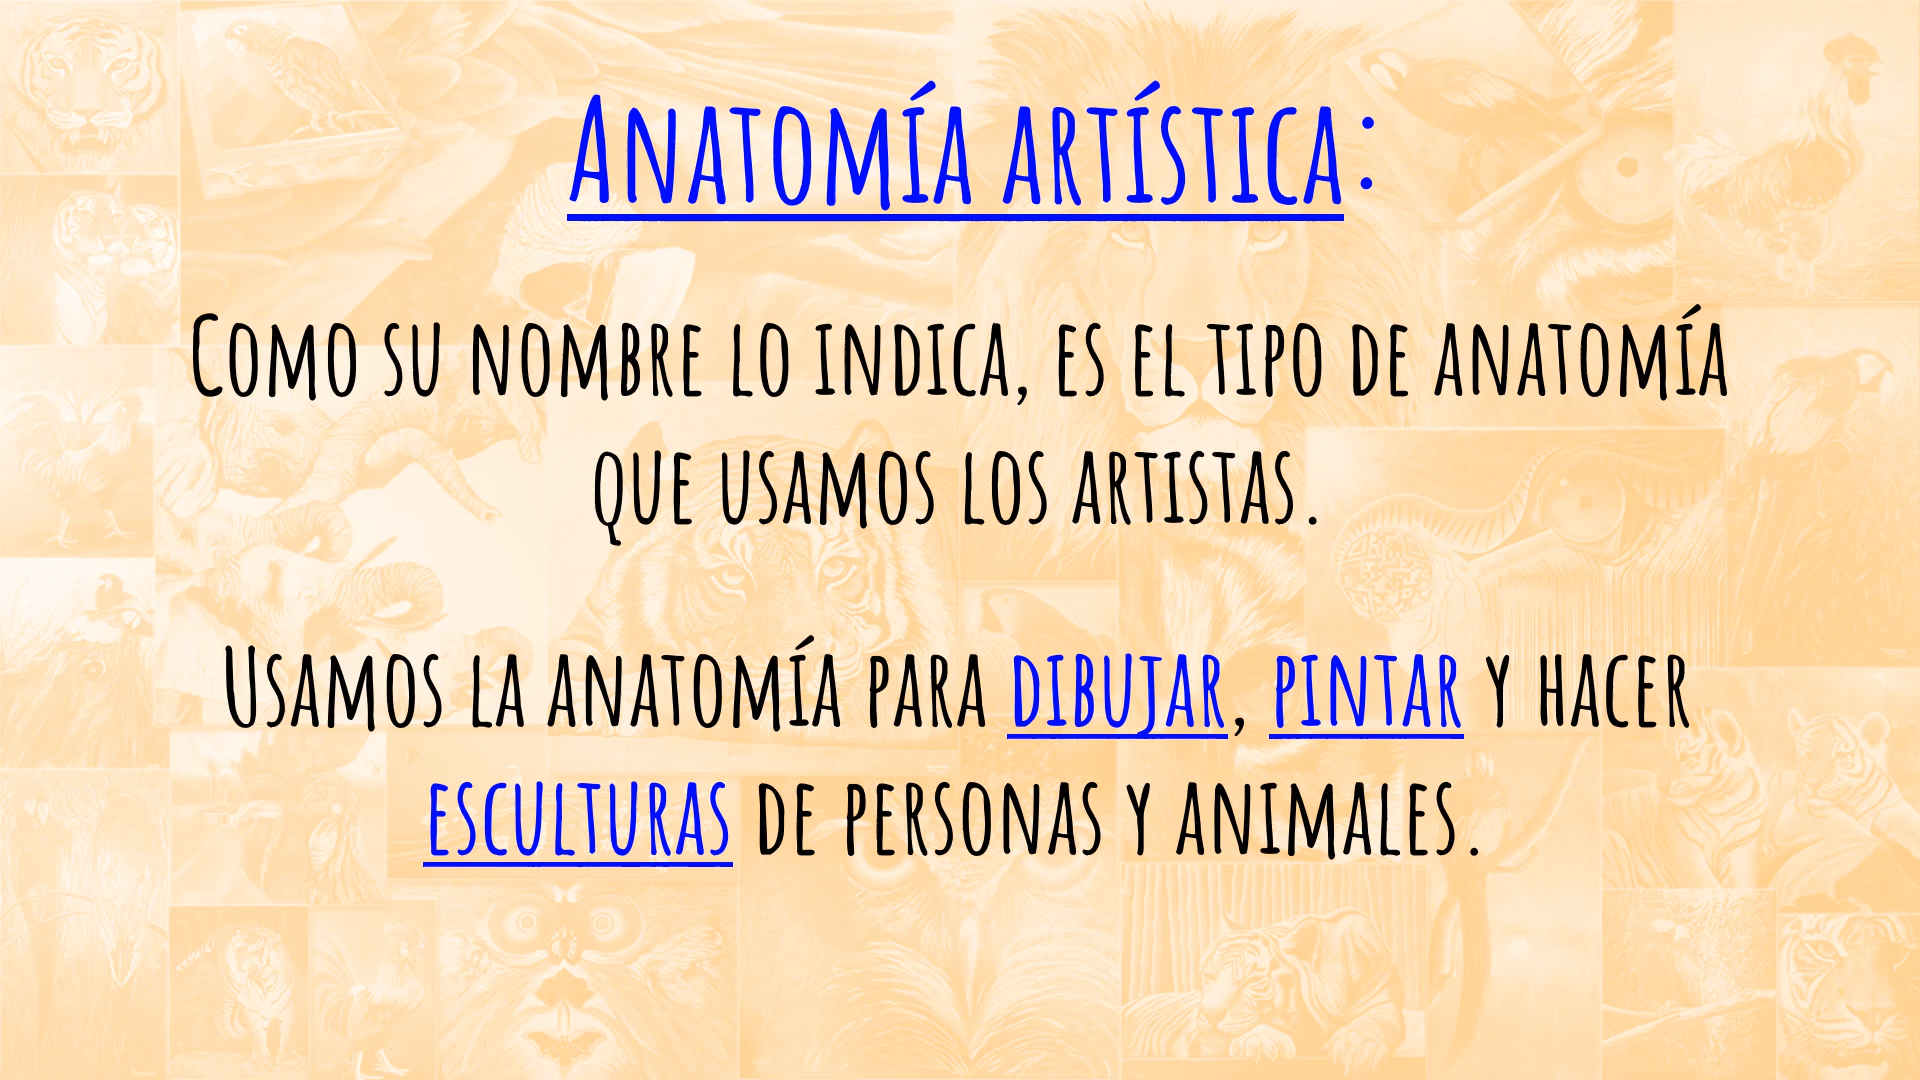 Anatomía artística:
Como su nombre lo indica, es el tipo de anatomía
que usamos los artistas.
Usamos la anatomía para dibujar, pintar y hacer
esculturas de personas y animales.